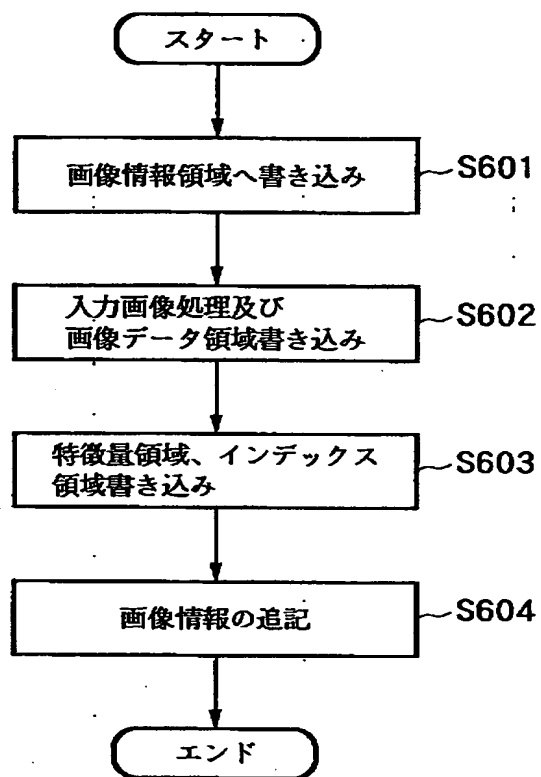 スタート
画像情報領域へ書き込み
S601
入力画像処理及び
画像データ領域書き込み
S602
特徴量領域、インデックス
領域書き込み
S603
画像情報の追記
S604
エンド